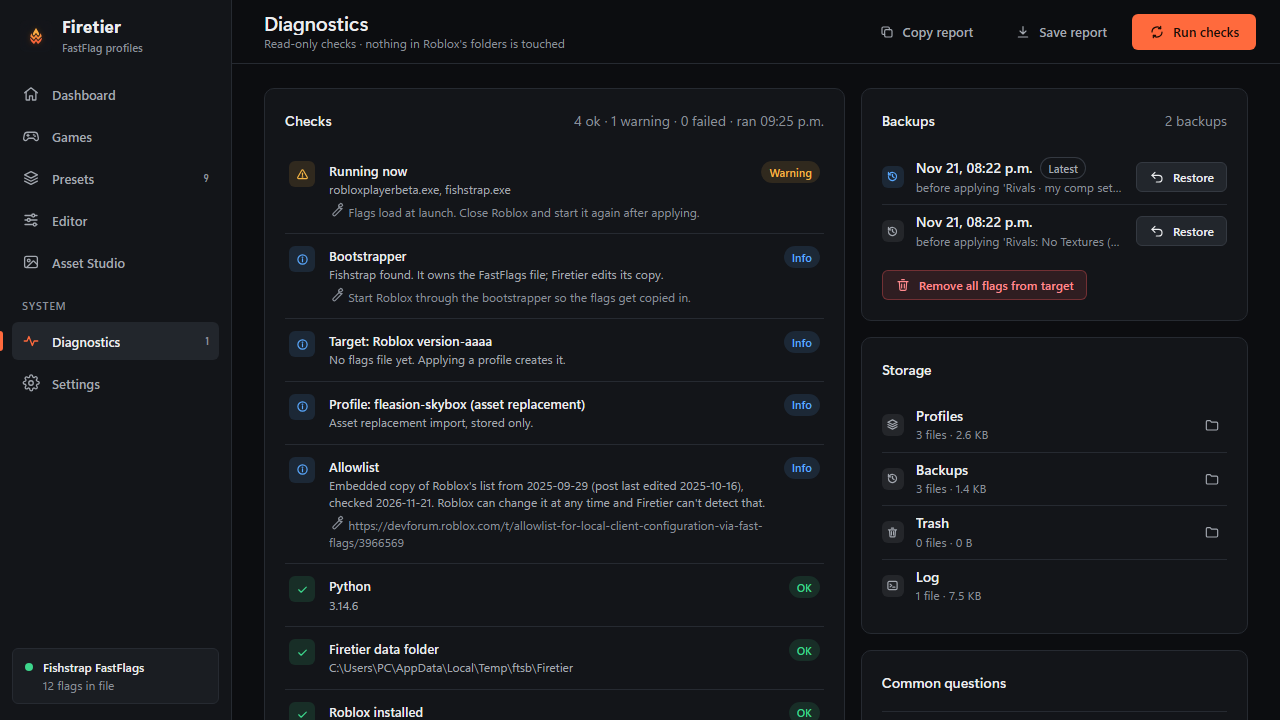 Firetier
FastFlag profiles
Dashboard
Games
Presets 9
Editor
Asset Studio
SYSTEM
Diagnostics 1
Settings
Fishstrap FastFlags
12 flags in file
Diagnostics
Read-only checks · nothing in Roblox's folders is touched
Copy report
Save report
Run checks
Checks
4 ok · 1 warning · 0 failed · ran 09:25 p.m.
Running now
Warning
robloxplayerbeta.exe, fishstrap.exe
Flags load at launch. Close Roblox and start it again after applying.
Bootstrapper
Info
Fishstrap found. It owns the FastFlags file; Firetier edits its copy.
Start Roblox through the bootstrapper so the flags get copied in.
Target: Roblox version-aaaa
Info
No flags file yet. Applying a profile creates it.
Profile: fleasion-skybox (asset replacement)
Info
Asset replacement import, stored only.
Allowlist
Info
Embedded copy of Roblox's list from 2025-09-29 (post last edited 2025-10-16),
checked 2026-11-21. Roblox can change it at any time and Firetier can't detect that.
https://devforum.roblox.com/t/allowlist-for-local-client-configuration-via-fast-
flags/3966569
Python
OK
3.14.6
Firetier data folder
OK
C:\Users\PC\AppData\Local\Temp\ftsb\Firetier
Roblox installed
OK
Backups
2 backups
Nov 21, 08:22 p.m. Latest
before applying 'Rivals · my comp set...
Restore
Nov 21, 08:22 p.m.
before applying 'Rivals: No Textures (...
Restore
Remove all flags from target
Storage
Profiles
3 files · 2.6 KB
Backups
3 files · 1.4 KB
Trash
0 files · 0 B
Log
1 file · 7.5 KB
Common questions